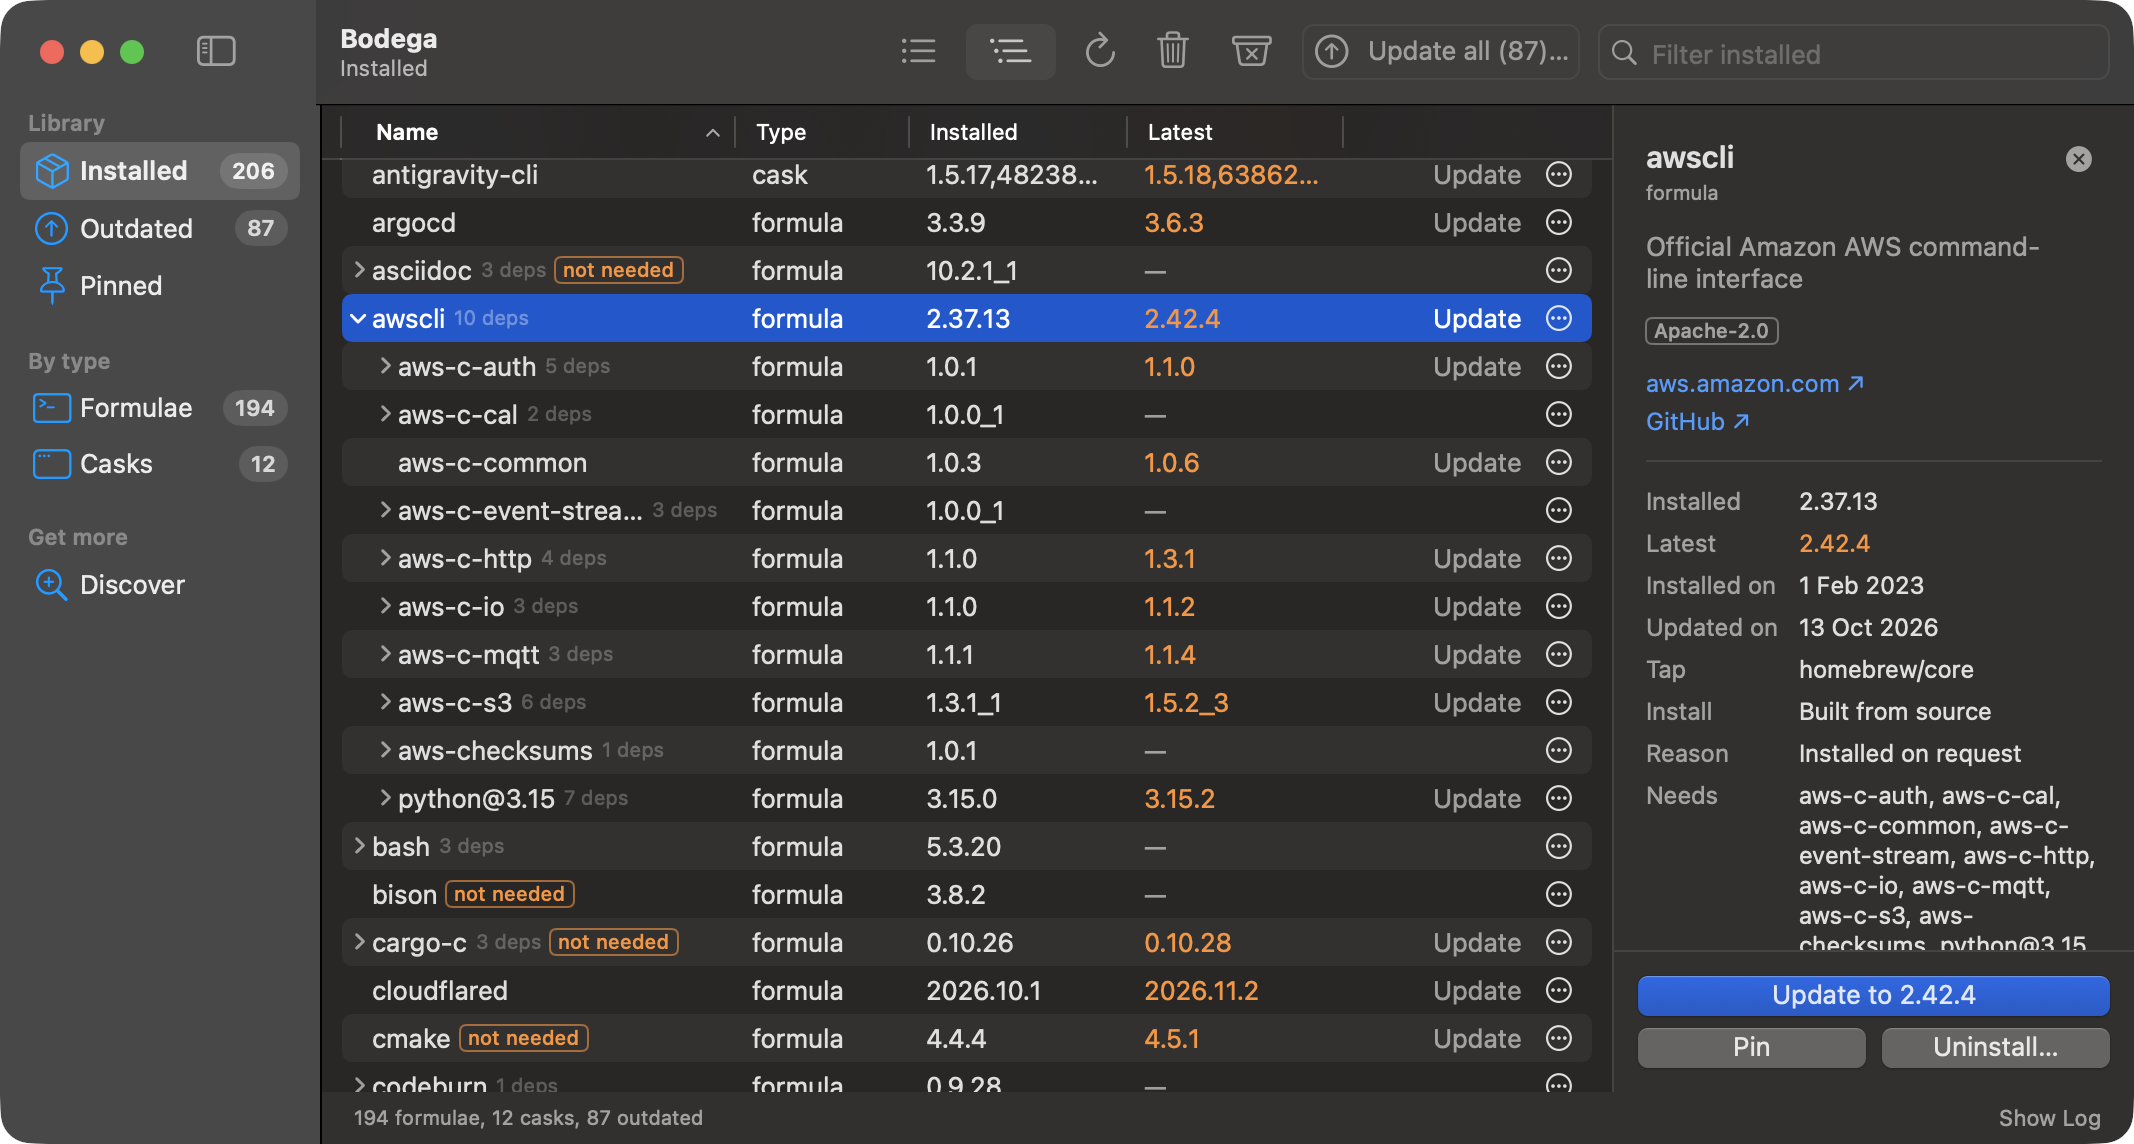 Bodega
Installed
Update all (87)...
Filter installed
Library
Installed 206
Outdated 87
Pinned
By type
Formulae 194
Casks 12
Get more
Discover
Name Type Installed Latest
antigravity-cli cask 1.5.17,48238... 1.5.18,63862... Update
argocd formula 3.3.9 3.6.3 Update
asciidoc 3 deps not needed formula 10.2.1_1 —
awscli 10 deps formula 2.37.13 2.42.4 Update
aws-c-auth 5 deps formula 1.0.1 1.1.0 Update
aws-c-cal 2 deps formula 1.0.0_1 —
aws-c-common formula 1.0.3 1.0.6 Update
aws-c-event-strea... 3 deps formula 1.0.0_1 —
aws-c-http 4 deps formula 1.1.0 1.3.1 Update
aws-c-io 3 deps formula 1.1.0 1.1.2 Update
aws-c-mqtt 3 deps formula 1.1.1 1.1.4 Update
aws-c-s3 6 deps formula 1.3.1_1 1.5.2_3 Update
aws-checksums 1 deps formula 1.0.1 —
python@3.15 7 deps formula 3.15.0 3.15.2 Update
bash 3 deps formula 5.3.20 —
bison not needed formula 3.8.2 —
cargo-c 3 deps not needed formula 0.10.26 0.10.28 Update
cloudflared formula 2026.10.1 2026.11.2 Update
cmake not needed formula 4.4.4 4.5.1 Update
codeburn 1 deps formula 0.9.28 —
194 formulae, 12 casks, 87 outdated
awscli
formula
Official Amazon AWS command-
line interface
Apache-2.0
aws.amazon.com ↗
GitHub ↗
Installed 2.37.13
Latest 2.42.4
Installed on 1 Feb 2023
Updated on 13 Oct 2026
Tap homebrew/core
Install Built from source
Reason Installed on request
Needs aws-c-auth, aws-c-cal,
aws-c-common, aws-c-
event-stream, aws-c-http,
aws-c-io, aws-c-mqtt,
aws-c-s3, aws-
checksums, python@3.15
Update to 2.42.4
Pin
Uninstall...
Show Log